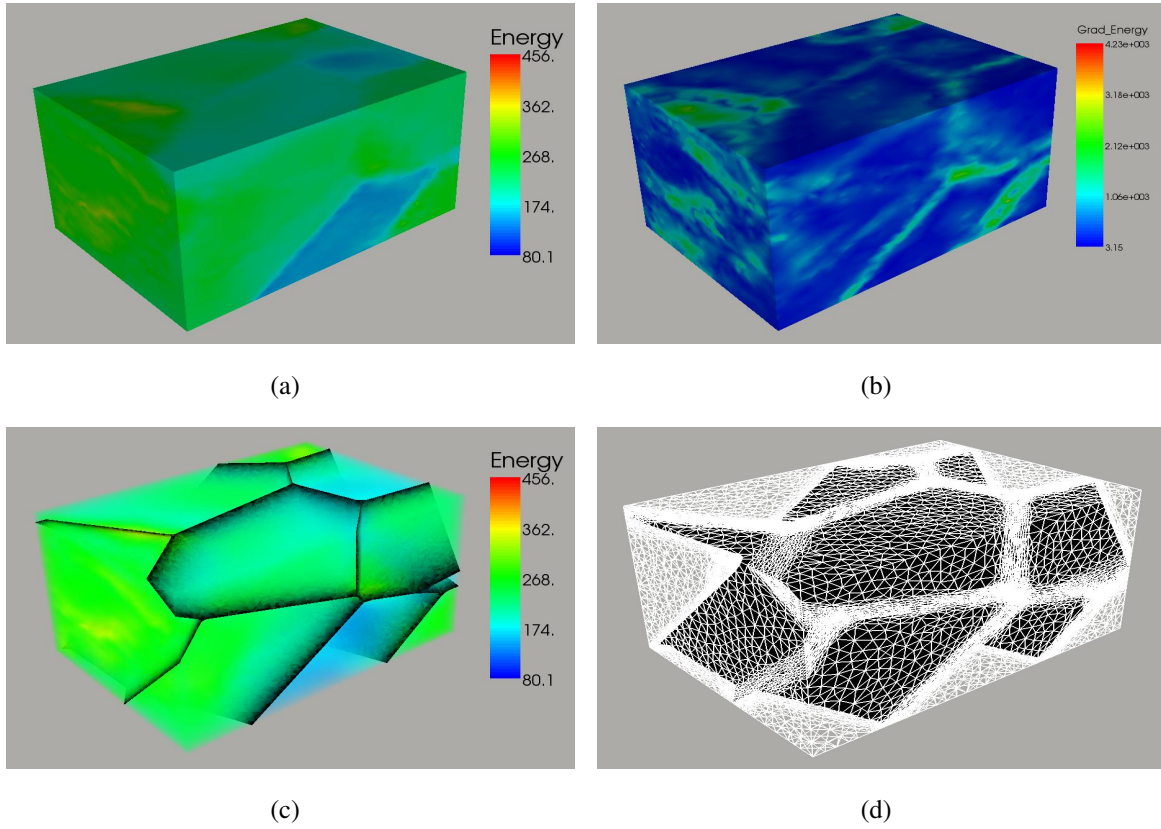 Energy
456.
362.
268.
174.
80.1
Grad_Energy
4.23e+003
3.18e+003
2.12e+003
1.06e+003
3.15
(a)
(b)
Energy
456.
362.
268.
174.
80.1
(c)
(d)